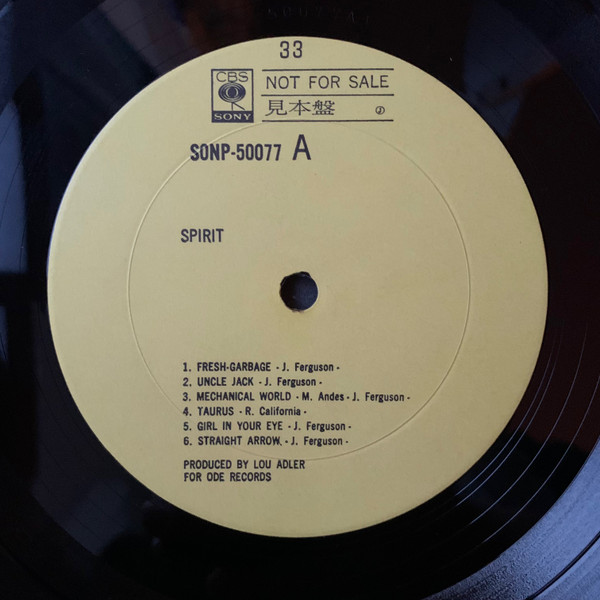 33
CBS
SONY
NOT FOR SALE
見本盤 Ⓙ
SONP-50077 A
SPIRIT
1. FRESH-GARBAGE - J. Ferguson -
2. UNCLE JACK - J. Ferguson -
3. MECHANICAL WORLD - M. Andes - J. Ferguson -
4. TAURUS - R. California -
5. GIRL IN YOUR EYE - J. Ferguson -
6. STRAIGHT ARROW. - J. Ferguson -
PRODUCED BY LOU ADLER
FOR ODE RECORDS